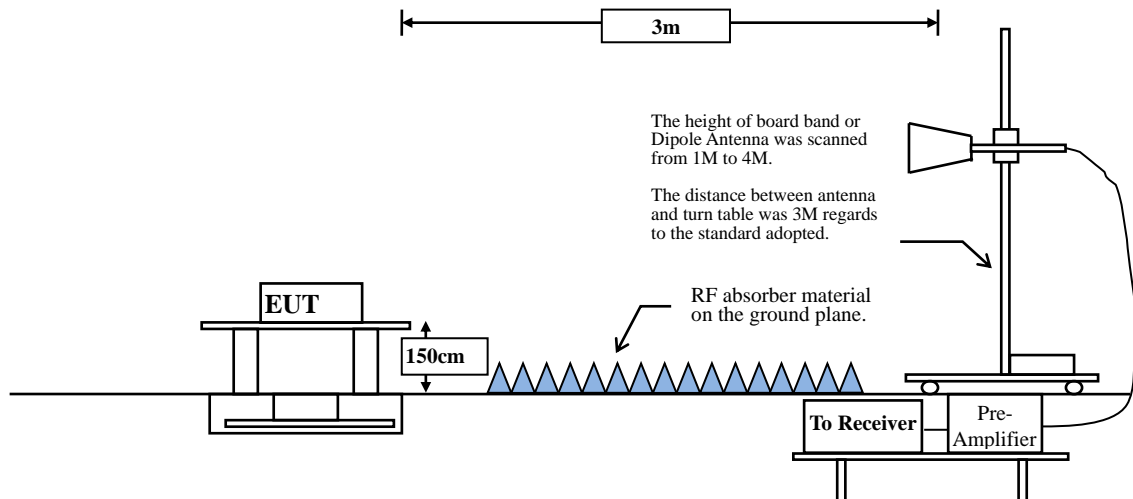 3m
The height of board band or
Dipole Antenna was scanned
from 1M to 4M.
The distance between antenna
and turn table was 3M regards
to the standard adopted.
EUT
RF absorber material
on the ground plane.
150cm
To Receiver
Pre-
Amplifier